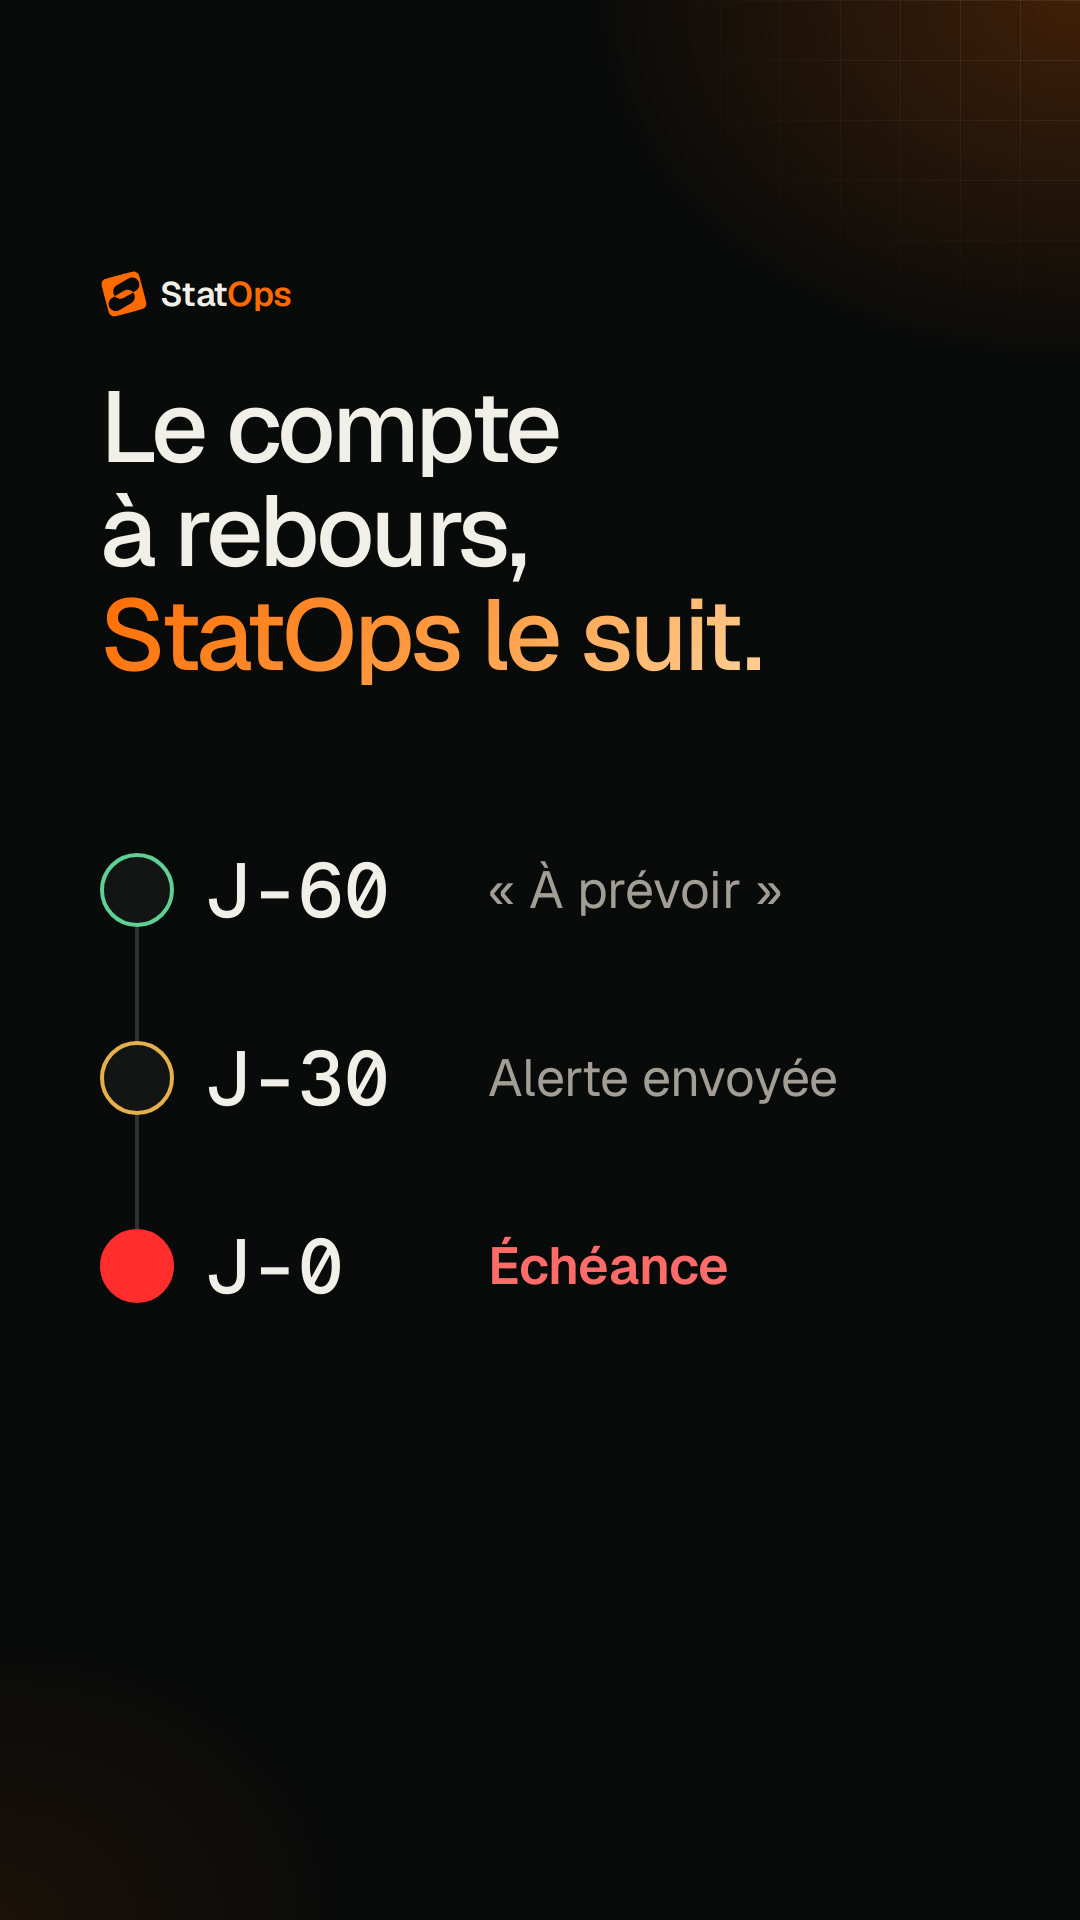 StatOps
Le compte
à rebours,
StatOps le suit.
J-60 « À prévoir »
J-30 Alerte envoyée
J-0 Échéance